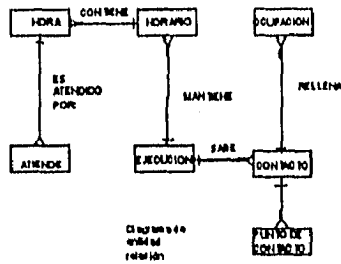 CONTIENE
HORA
HORARIO
OCUPACION
ES
ATENDIDO
POR
MANTIENE
RELLENA
ATIENDE
EJECUCION
SABE
CONTACTO
Diagrama de
entidad
relación
PUNTO DE
CONTACTO